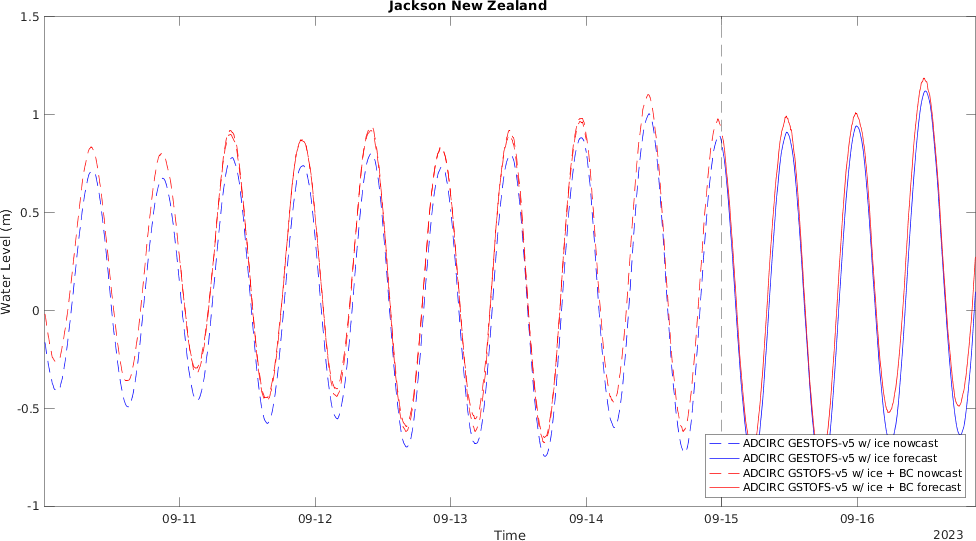 Jackson New Zealand
1.5
1
0.5
0
-0.5
-1
Water Level (m)
ADCIRC GESTOFS-v5 w/ ice nowcast
ADCIRC GESTOFS-v5 w/ ice forecast
ADCIRC GSTOFS-v5 w/ ice + BC nowcast
ADCIRC GSTOFS-v5 w/ ice + BC forecast
09-11 09-12 09-13 09-14 09-15 09-16
Time
2023